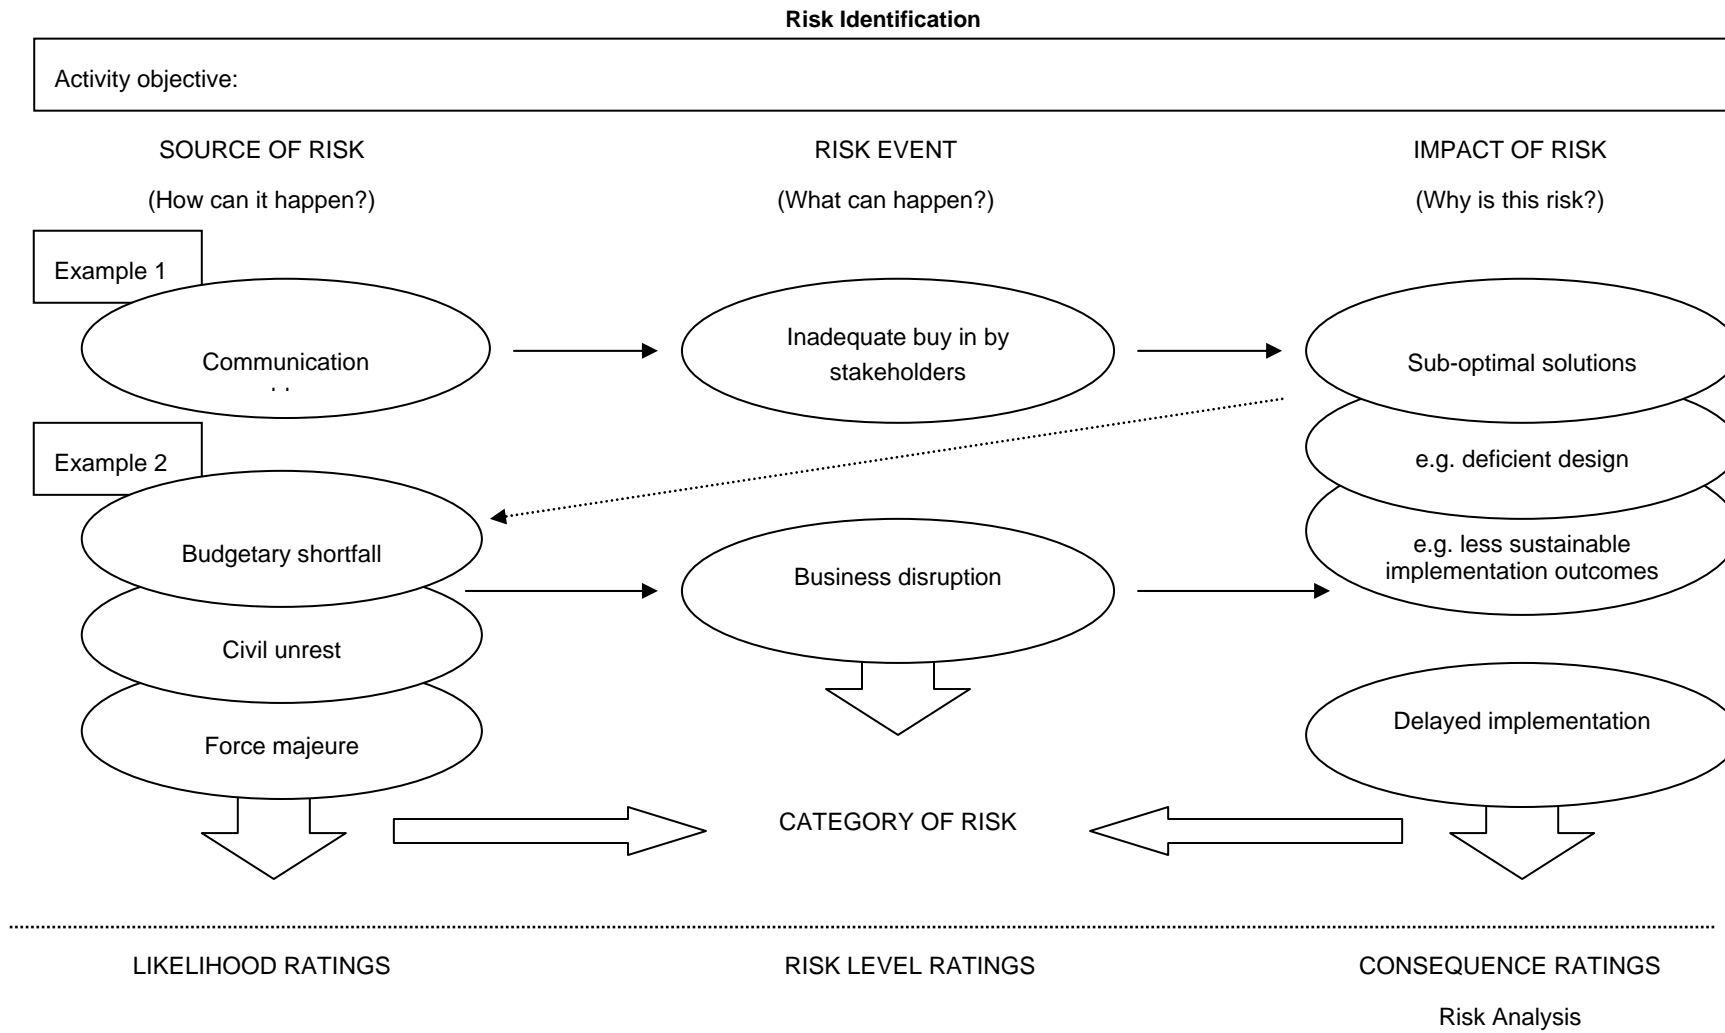 Risk Identification
Activity objective:
SOURCE OF RISK
RISK EVENT
IMPACT OF RISK
(How can it happen?)
(What can happen?)
(Why is this risk?)
Example 1
Communication
Inadequate buy in by
stakeholders
Sub-optimal solutions
Example 2
e.g. deficient design
Budgetary shortfall
Business disruption
e.g. less sustainable
implementation outcomes
Civil unrest
Force majeure
Delayed implementation
CATEGORY OF RISK
LIKELIHOOD RATINGS
RISK LEVEL RATINGS
CONSEQUENCE RATINGS
Risk Analysis